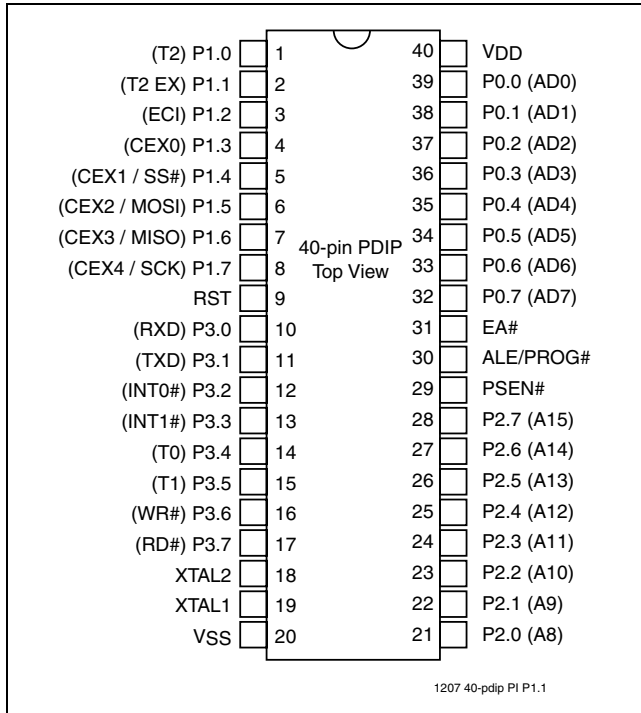 (T2) P1.0 1 40 VDD
(T2 EX) P1.1 2 39 P0.0 (AD0)
(ECI) P1.2 3 38 P0.1 (AD1)
(CEX0) P1.3 4 37 P0.2 (AD2)
(CEX1 / SS#) P1.4 5 36 P0.3 (AD3)
(CEX2 / MOSI) P1.5 6 35 P0.4 (AD4)
(CEX3 / MISO) P1.6 7 34 P0.5 (AD5)
40-pin PDIP
(CEX4 / SCK) P1.7 8 33 P0.6 (AD6)
Top View
RST 9 32 P0.7 (AD7)
(RXD) P3.0 10 31 EA#
(TXD) P3.1 11 30 ALE/PROG#
(INT0#) P3.2 12 29 PSEN#
(INT1#) P3.3 13 28 P2.7 (A15)
(T0) P3.4 14 27 P2.6 (A14)
(T1) P3.5 15 26 P2.5 (A13)
(WR#) P3.6 16 25 P2.4 (A12)
(RD#) P3.7 17 24 P2.3 (A11)
XTAL2 18 23 P2.2 (A10)
XTAL1 19 22 P2.1 (A9)
VSS 20 21 P2.0 (A8)
1207 40-pdip PI P1.1